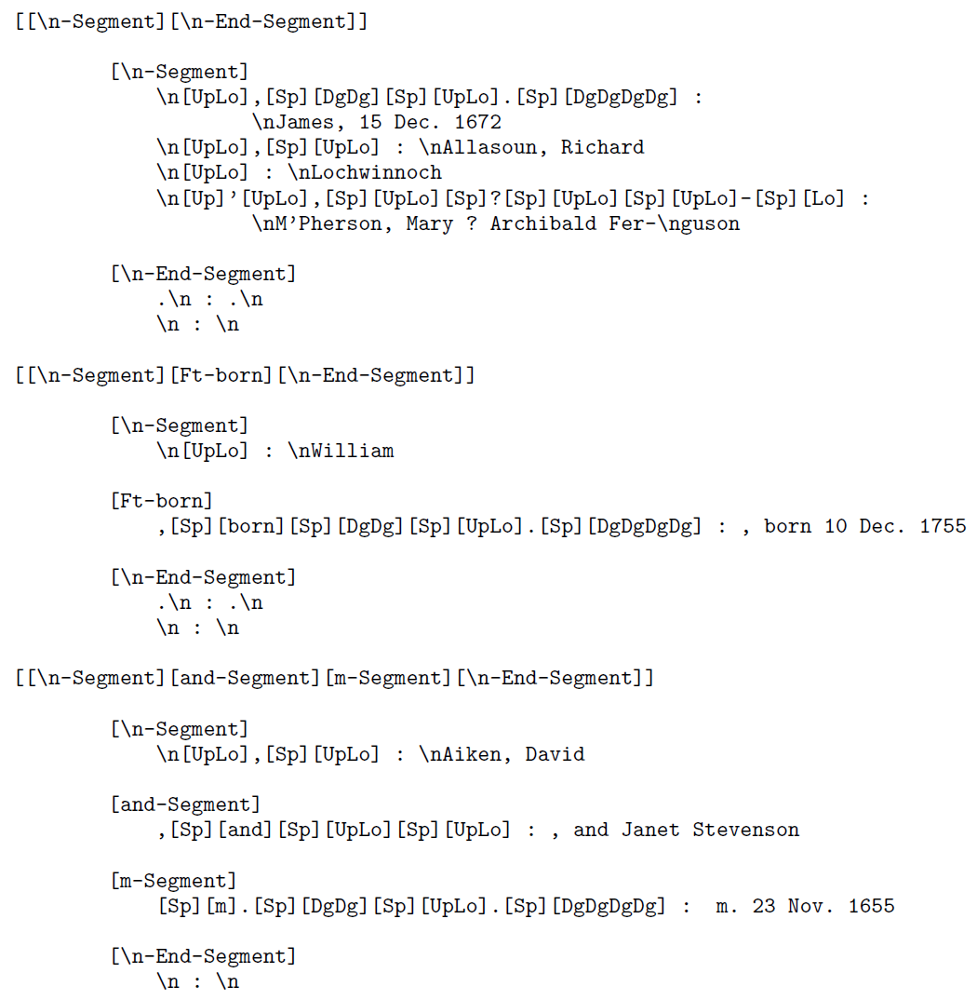 [[\n-Segment][\n-End-Segment]]
[\n-Segment]
\n[UpLo],[Sp][DgDg][Sp][UpLo].[Sp][DgDgDgDg] :
\nJames, 15 Dec. 1672
\n[UpLo],[Sp][UpLo] : \nAllasoun, Richard
\n[UpLo] : \nLochwinnoch
\n[Up]’[UpLo],[Sp][UpLo][Sp]?[Sp][UpLo][Sp][UpLo]-[Sp][Lo] :
\nM’Pherson, Mary ? Archibald Fer-\nguson
[\n-End-Segment]
.\n : .\n
\n : \n
[[\n-Segment][Ft-born][\n-End-Segment]]
[\n-Segment]
\n[UpLo] : \nWilliam
[Ft-born]
,[Sp][born][Sp][DgDg][Sp][UpLo].[Sp][DgDgDgDg] : , born 10 Dec. 1755
[\n-End-Segment]
.\n : .\n
\n : \n
[[\n-Segment][and-Segment][m-Segment][\n-End-Segment]]
[\n-Segment]
\n[UpLo],[Sp][UpLo] : \nAiken, David
[and-Segment]
,[Sp][and][Sp][UpLo][Sp][UpLo] : , and Janet Stevenson
[m-Segment]
[Sp][m].[Sp][DgDg][Sp][UpLo].[Sp][DgDgDgDg] :  m. 23 Nov. 1655
[\n-End-Segment]
\n : \n